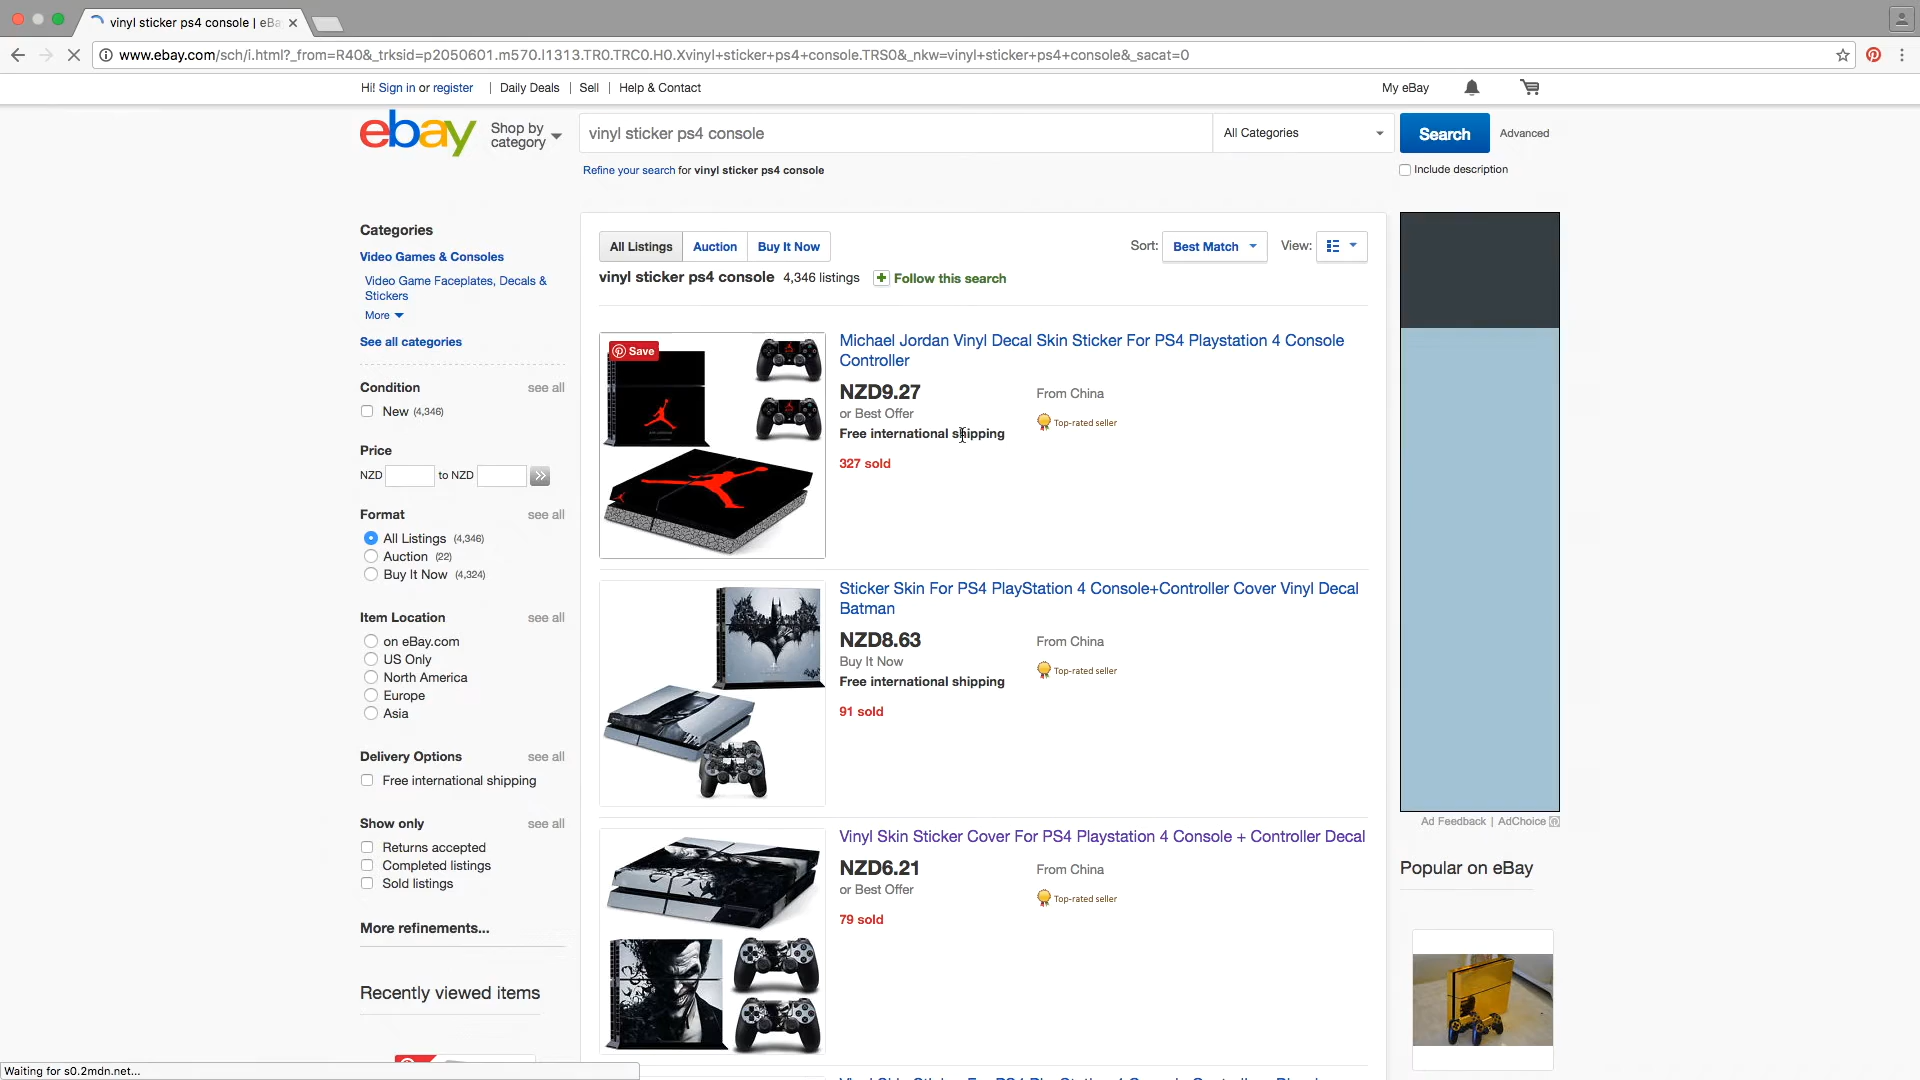 vinyl sticker ps4 console | eBa
www.ebay.com/sch/i.html?_from=R40&_trksid=p2050601.m570.l1313.TR0.TRC0.H0.Xvinyl+sticker+ps4+console.TRS0&_nkw=vinyl+sticker+ps4+console&_sacat=0
Hi! Sign in or register | Daily Deals | Sell | Help & Contact
My eBay
ebay
Shop by
category
vinyl sticker ps4 console
All Categories
Search
Advanced
Refine your search for vinyl sticker ps4 console
Include description
Categories
Video Games & Consoles
Video Game Faceplates, Decals &
Stickers
More
See all categories
Condition see all
New (4,346)
Price
NZD to NZD
Format see all
All Listings (4,346)
Auction (22)
Buy It Now (4,324)
Item Location see all
on eBay.com
US Only
North America
Europe
Asia
Delivery Options see all
Free international shipping
Show only see all
Returns accepted
Completed listings
Sold listings
More refinements...
Recently viewed items
All Listings Auction Buy It Now
Sort: Best Match View:
vinyl sticker ps4 console 4,346 listings Follow this search
Save
Michael Jordan Vinyl Decal Skin Sticker For PS4 Playstation 4 Console
Controller
NZD9.27 From China
or Best Offer
Top-rated seller
Free international shipping
327 sold
Sticker Skin For PS4 PlayStation 4 Console+Controller Cover Vinyl Decal
Batman
NZD8.63 From China
Buy It Now
Top-rated seller
Free international shipping
91 sold
Vinyl Skin Sticker Cover For PS4 Playstation 4 Console + Controller Decal
NZD6.21 From China
or Best Offer
Top-rated seller
79 sold
Ad Feedback | AdChoice
Popular on eBay
Waiting for s0.2mdn.net...